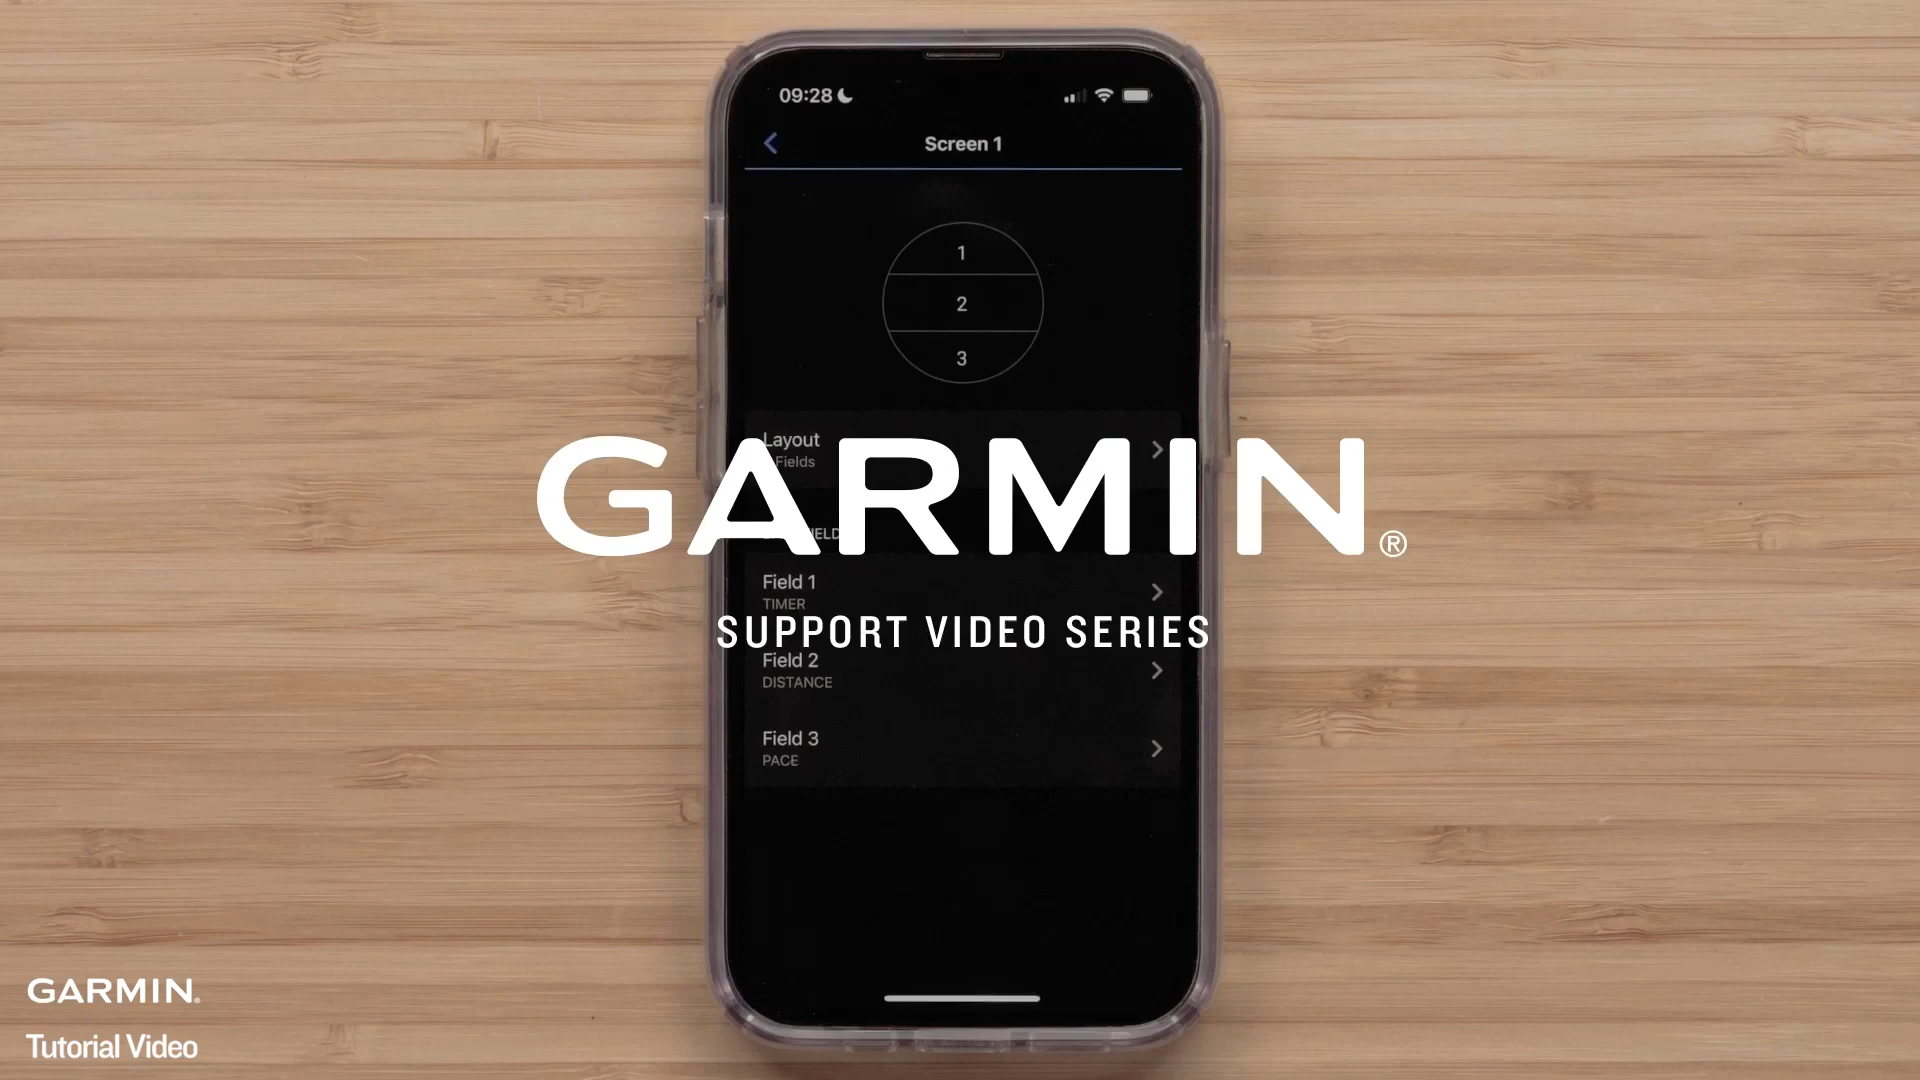 09:28
Screen 1
1
2
3
Layout
Fields
GARMIN®
Field 1
TIMER
SUPPORT VIDEO SERIES
Field 2
DISTANCE
Field 3
PACE
GARMIN®
Tutorial Video